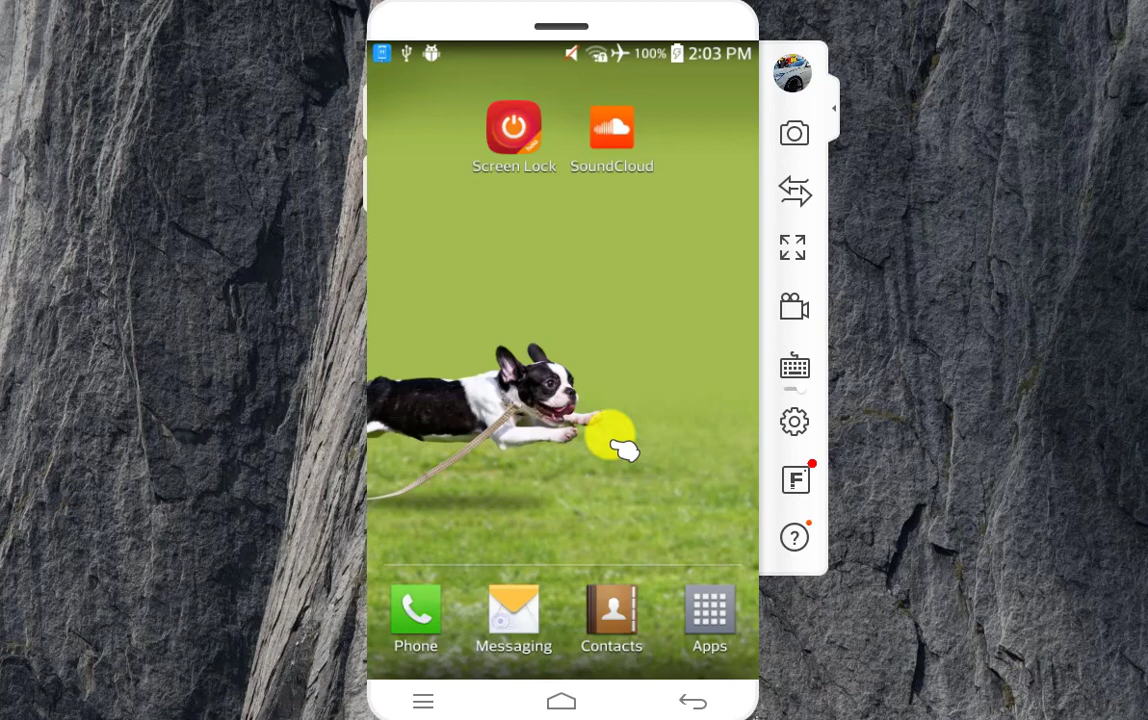 100% 2:03 PM
Screen Lock SoundCloud
F
?
Phone Messaging Contacts Apps